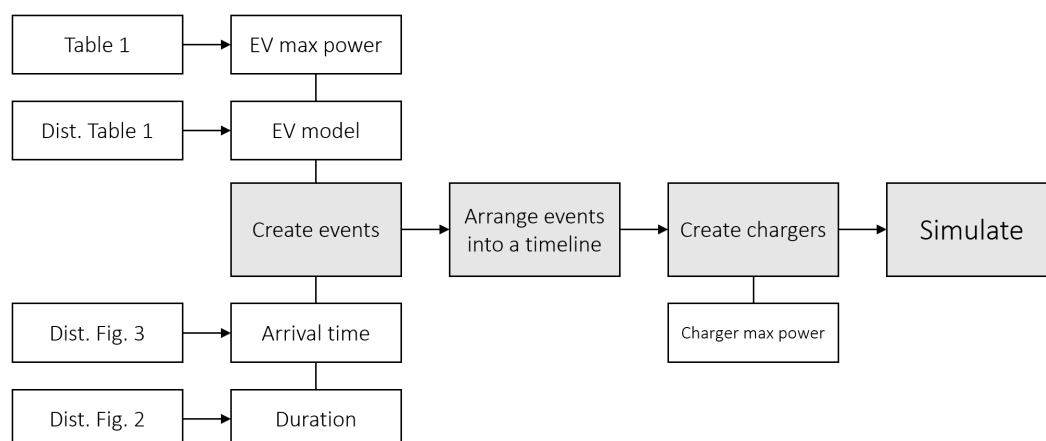 Table 1
EV max power
Dist. Table 1
EV model
Create events
Arrange events
into a timeline
Create chargers
Simulate
Dist. Fig. 3
Arrival time
Charger max power
Dist. Fig. 2
Duration